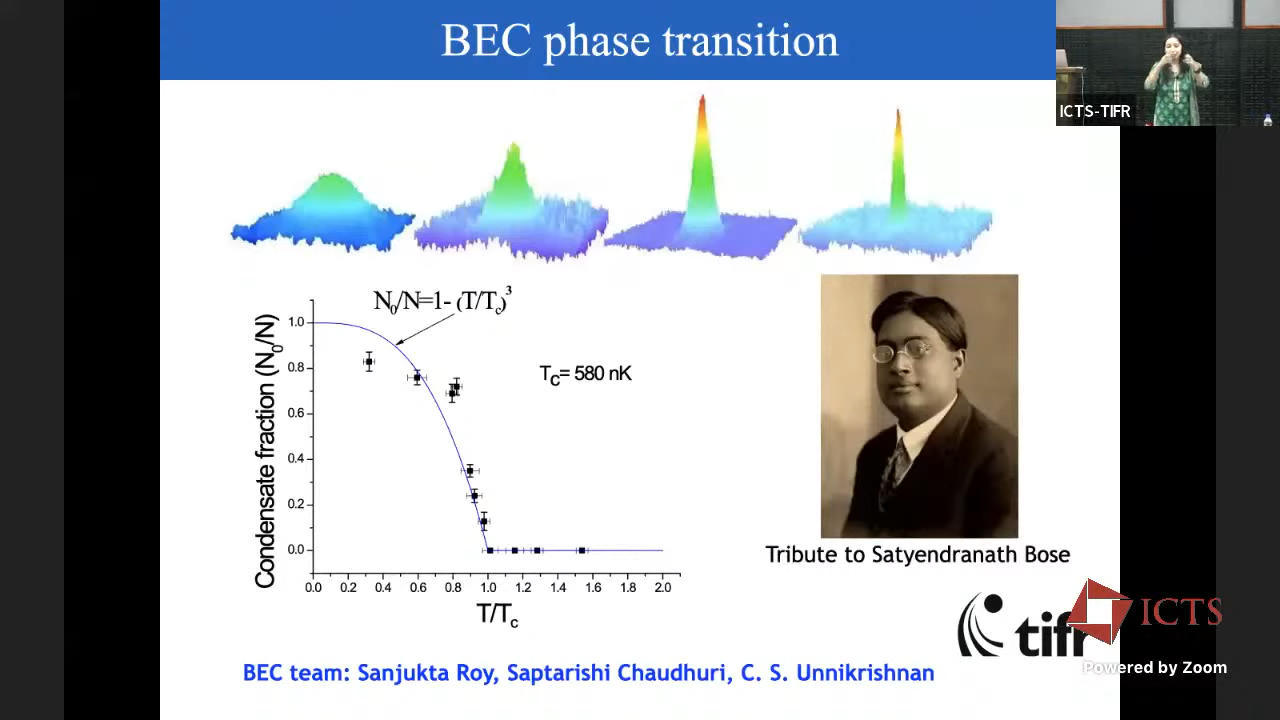 BEC phase transition
ICTS-TIFR
N₀/N=1- (T/T꜀)³
T꜀= 580 nK
Condensate fraction (N₀/N)
1.0
0.8
0.6
0.4
0.2
0.0
0.0 0.2 0.4 0.6 0.8 1.0 1.2 1.4 1.6 1.8 2.0
T/T꜀
Tribute to Satyendranath Bose
tifr
ICTS
Powered by Zoom
BEC team: Sanjukta Roy, Saptarishi Chaudhuri, C. S. Unnikrishnan